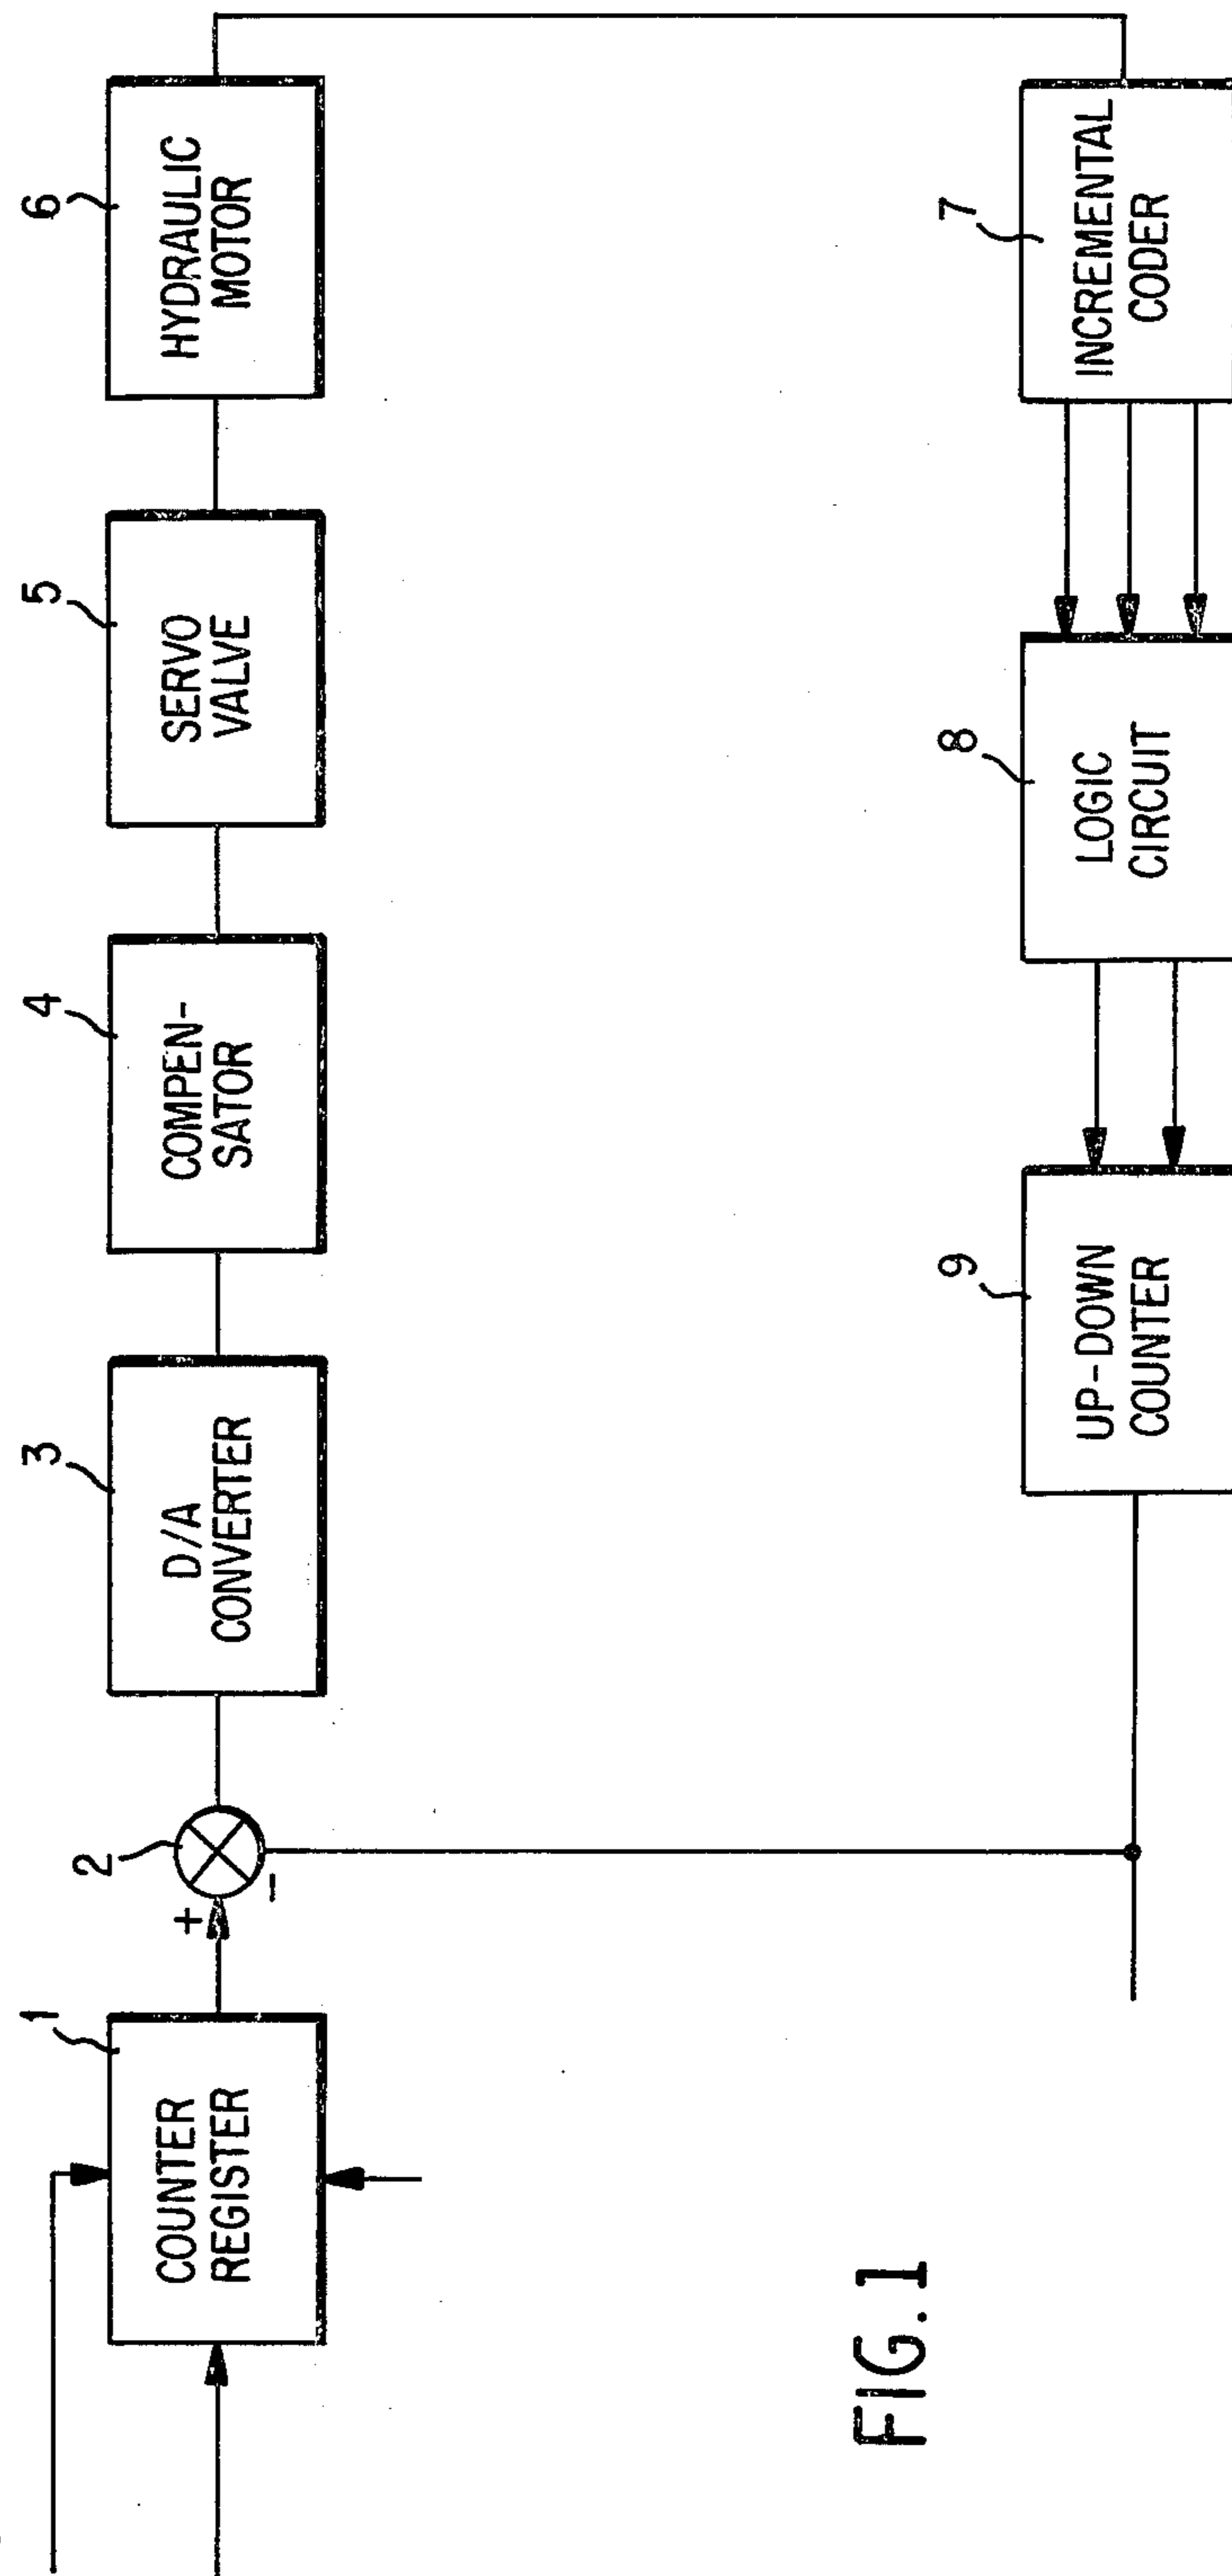 1
COUNTER
REGISTER
+
-
2
3
D/A
CONVERTER
4
COMPEN-
SATOR
5
SERVO
VALVE
6
HYDRAULIC
MOTOR
7
INCREMENTAL
CODER
8
LOGIC
CIRCUIT
9
UP-DOWN
COUNTER
FIG. 1